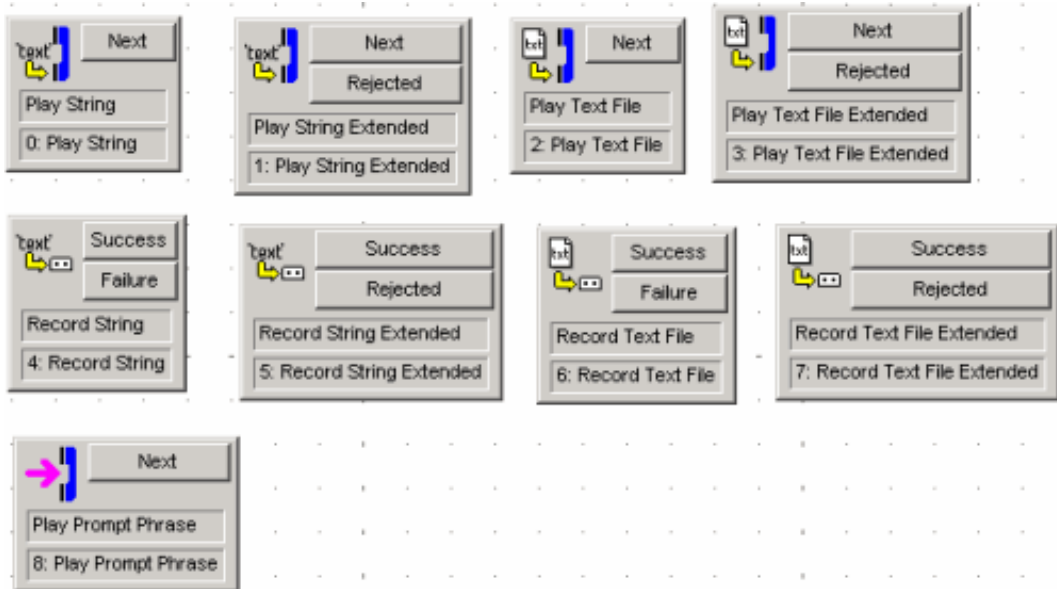 'text'
Next
Play String
0: Play String
'text'
Next
Rejected
Play String Extended
1: Play String Extended
txt
Next
Play Text File
2: Play Text File
txt
Next
Rejected
Play Text File Extended
3: Play Text File Extended
'text'
Success
Failure
Record String
4: Record String
'text'
Success
Rejected
Record String Extended
5: Record String Extended
txt
Success
Failure
Record Text File
6: Record Text File
txt
Success
Rejected
Record Text File Extended
7: Record Text File Extended
Next
Play Prompt Phrase
8: Play Prompt Phrase